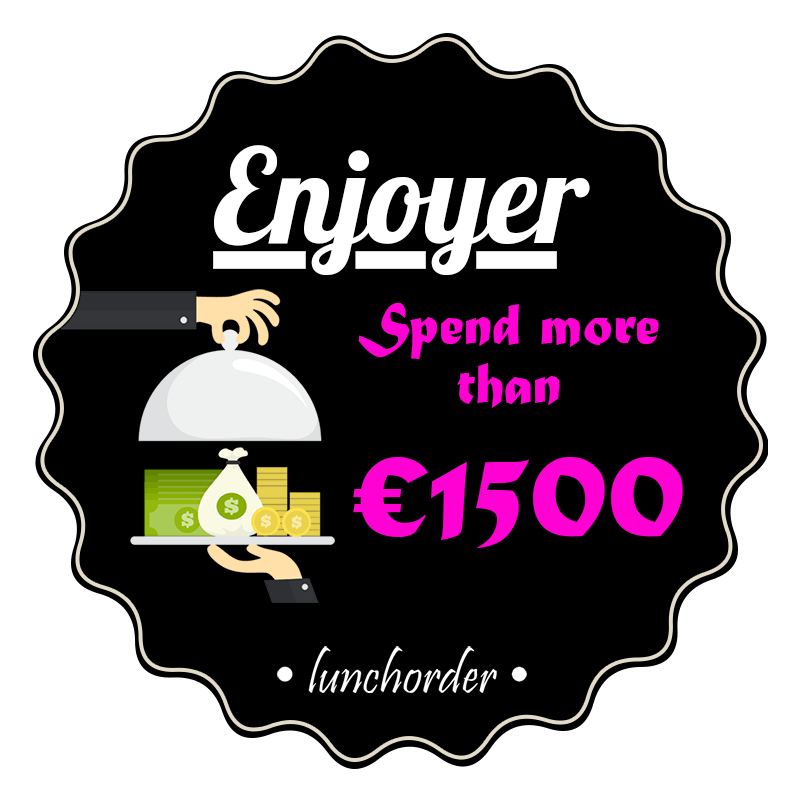 Enjoyer
Spend more
than
€1500
$ $ $ $
• lunchorder •